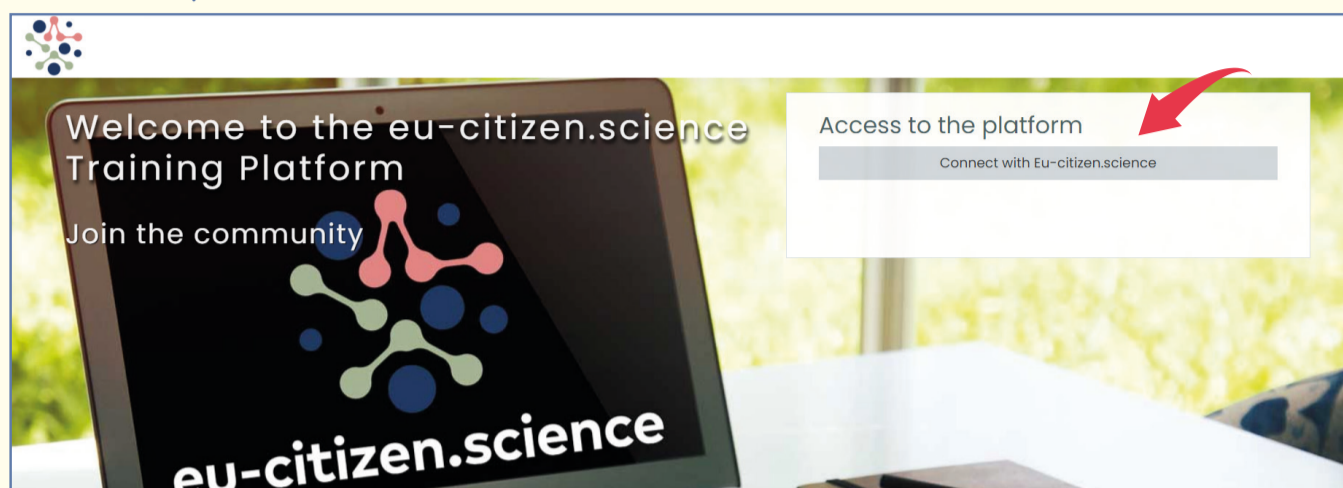 Welcome to the eu-citizen.science
Training Platform
Join the community
Access to the platform
Connect with Eu-citizen.science
eu-citizen.science